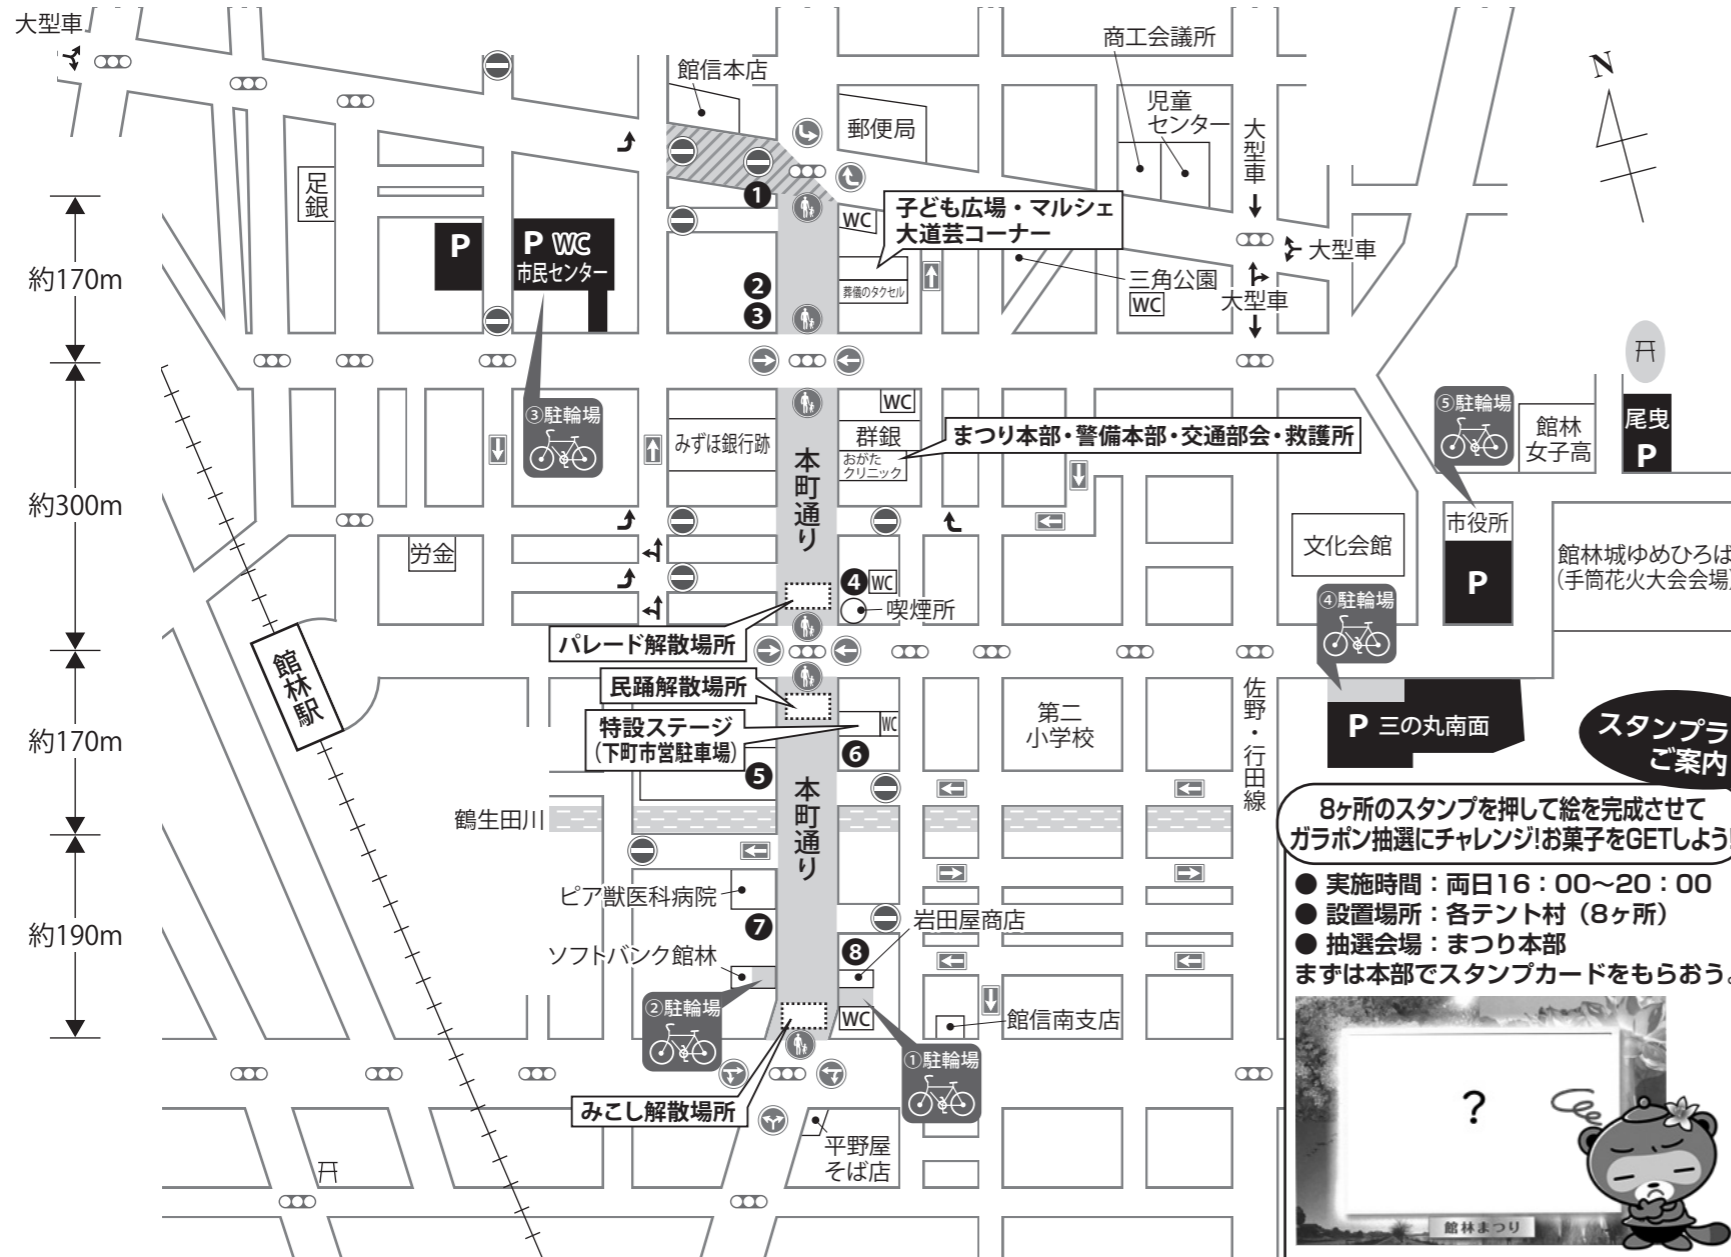 大型車
館信本店
商工会議所
郵便局
児童
センター
大型車
足銀
1
WC
子ども広場・マルシェ
大道芸コーナー
N
P
P WC
市民センター
2
3
葬儀のタクセル
三角公園
WC
大型車
大型車
約170m
③駐輪場
WC
みずほ銀行跡
群銀
おがた
クリニック
まつり本部・警備本部・交通部会・救護所
⑤駐輪場
館林
女子高
尾曳
P
本町通り
約300m
労金
4
WC
喫煙所
文化会館
市役所
P
館林城ゆめひろば
(手筒花火大会会場)
④駐輪場
パレード解散場所
館林駅
民踊解散場所
特設ステージ
(下町市営駐車場)
WC
5
6
第二
小学校
佐野・行田線
P 三の丸南面
約170m
本町通り
鶴生田川
スタンプラ
ご案内
8ヶ所のスタンプを押して絵を完成させて
ガラポン抽選にチャレンジ!お菓子をGETしよう!
● 実施時間：両日16：00～20：00
● 設置場所：各テント村（8ヶ所）
● 抽選会場：まつり本部
まずは本部でスタンプカードをもらおう。
約190m
ピア獣医科病院
7
8
岩田屋商店
ソフトバンク館林
②駐輪場
WC
館信南支店
①駐輪場
みこし解散場所
平野屋
そば店
?
館林まつり